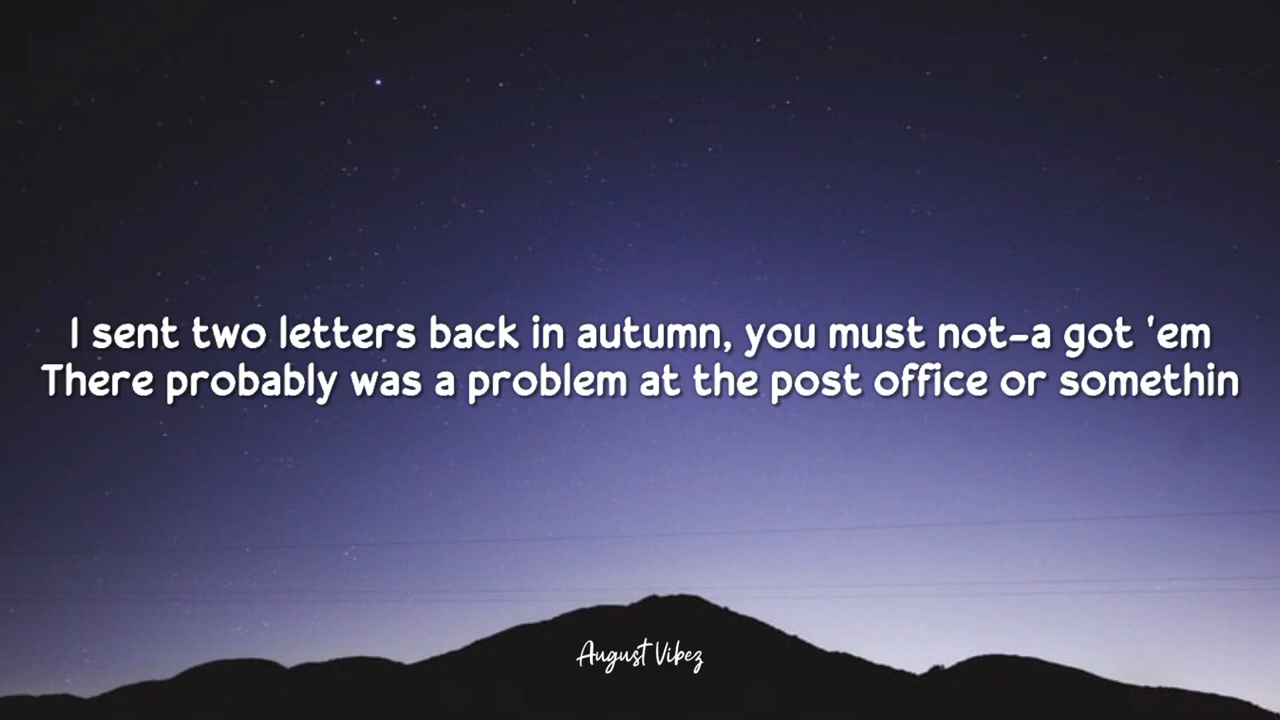 I sent two letters back in autumn, you must not-a got 'em
There probably was a problem at the post office or somethin
August Vibez